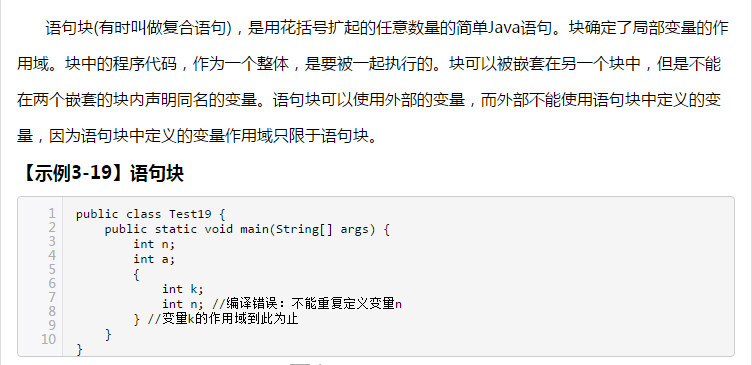 语句块(有时叫做复合语句)，是用花括号扩起的任意数量的简单Java语句。块确定了局部变量的作
用域。块中的程序代码，作为一个整体，是要被一起执行的。块可以被嵌套在另一个块中，但是不能
在两个嵌套的块内声明同名的变量。语句块可以使用外部的变量，而外部不能使用语句块中定义的变
量，因为语句块中定义的变量作用域只限于语句块。
【示例3-19】语句块
1 public class Test19 {
2 public static void main(String[] args) {
3 int n;
4 int a;
5 {
6 int k;
7 int n; //编译错误：不能重复定义变量n
8 } //变量k的作用域到此为止
9 }
10 }